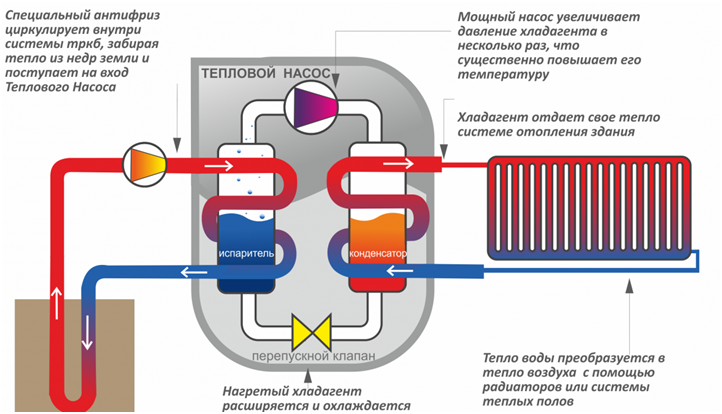 Специальный антифриз
циркулирует внутри
системы тркб, забирая
тепло из недр земли и
поступает на вход
Теплового Насоса
Мощный насос увеличивает
давление хладагента в
несколько раз, что
существенно повышает его
температуру
ТЕПЛОВОЙ НАСОС
Хладагент отдает свое тепло
системе отопления здания
испаритель
конденсатор
перепускной клапан
Тепло воды преобразуется в
тепло воздуха с помощью
радиаторов или системы
теплых полов
Нагретый хладагент
расширяется и охлаждается